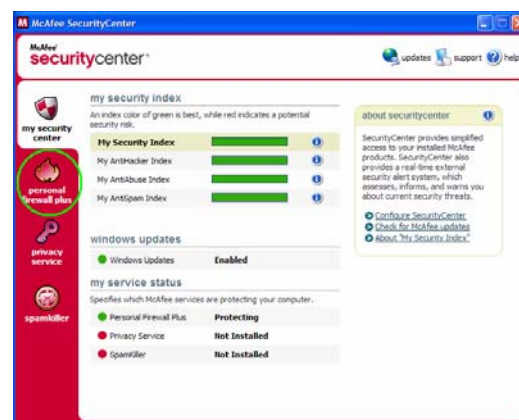 McAfee SecurityCenter
McAfee
securitycenter
updates
support
help
my security center
personal firewall plus
privacy service
spamkiller
my security index
An index color of green is best, while red indicates a potential
security risk.
My Security Index
My AntiHacker Index
My AntiAbuse Index
My AntiSpam Index
windows updates
Windows Updates Enabled
my service status
Specifies which McAfee services are protecting your computer.
Personal Firewall Plus Protecting
Privacy Service Not Installed
SpamKiller Not Installed
about securitycenter
SecurityCenter provides simplified
access to your installed McAfee
products. SecurityCenter also
provides a real-time external
security alert system, which
assesses, informs, and warns you
about current security threats.
Configure SecurityCenter
Check for McAfee updates
About "My Security Index"